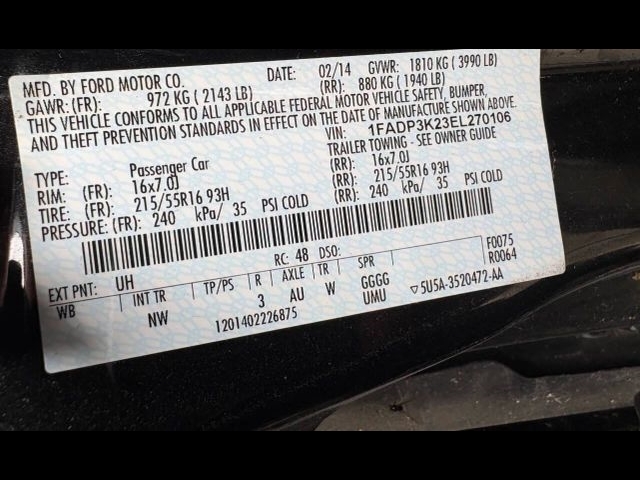 MFD. BY FORD MOTOR CO. DATE: 02/14 GVWR: 1810 KG ( 3990 LB)
GAWR: (FR): 972 KG ( 2143 LB) (RR): 880 KG ( 1940 LB)
THIS VEHICLE CONFORMS TO ALL APPLICABLE FEDERAL MOTOR VEHICLE SAFETY, BUMPER,
AND THEFT PREVENTION STANDARDS IN EFFECT ON THE DATE OF MANUFACTURE SHOWN ABOVE.
VIN: 1FADP3K23EL270106
TYPE: Passenger Car TRAILER TOWING - SEE OWNER GUIDE
RIM: (FR): 16x7.0J (RR): 16x7.0J
TIRE: (FR): 215/55R16 93H (RR): 215/55R16 93H
PRESSURE: (FR): 240 kPa/ 35 PSI COLD (RR): 240 kPa/ 35 PSI COLD
EXT PNT: UH RC: 48 DSO: F0075
WB INT TR TP/PS R AXLE TR SPR R0064
NW 3 AU W GGGG ▽5U5A-3520472-AA
UMU
1201402226875